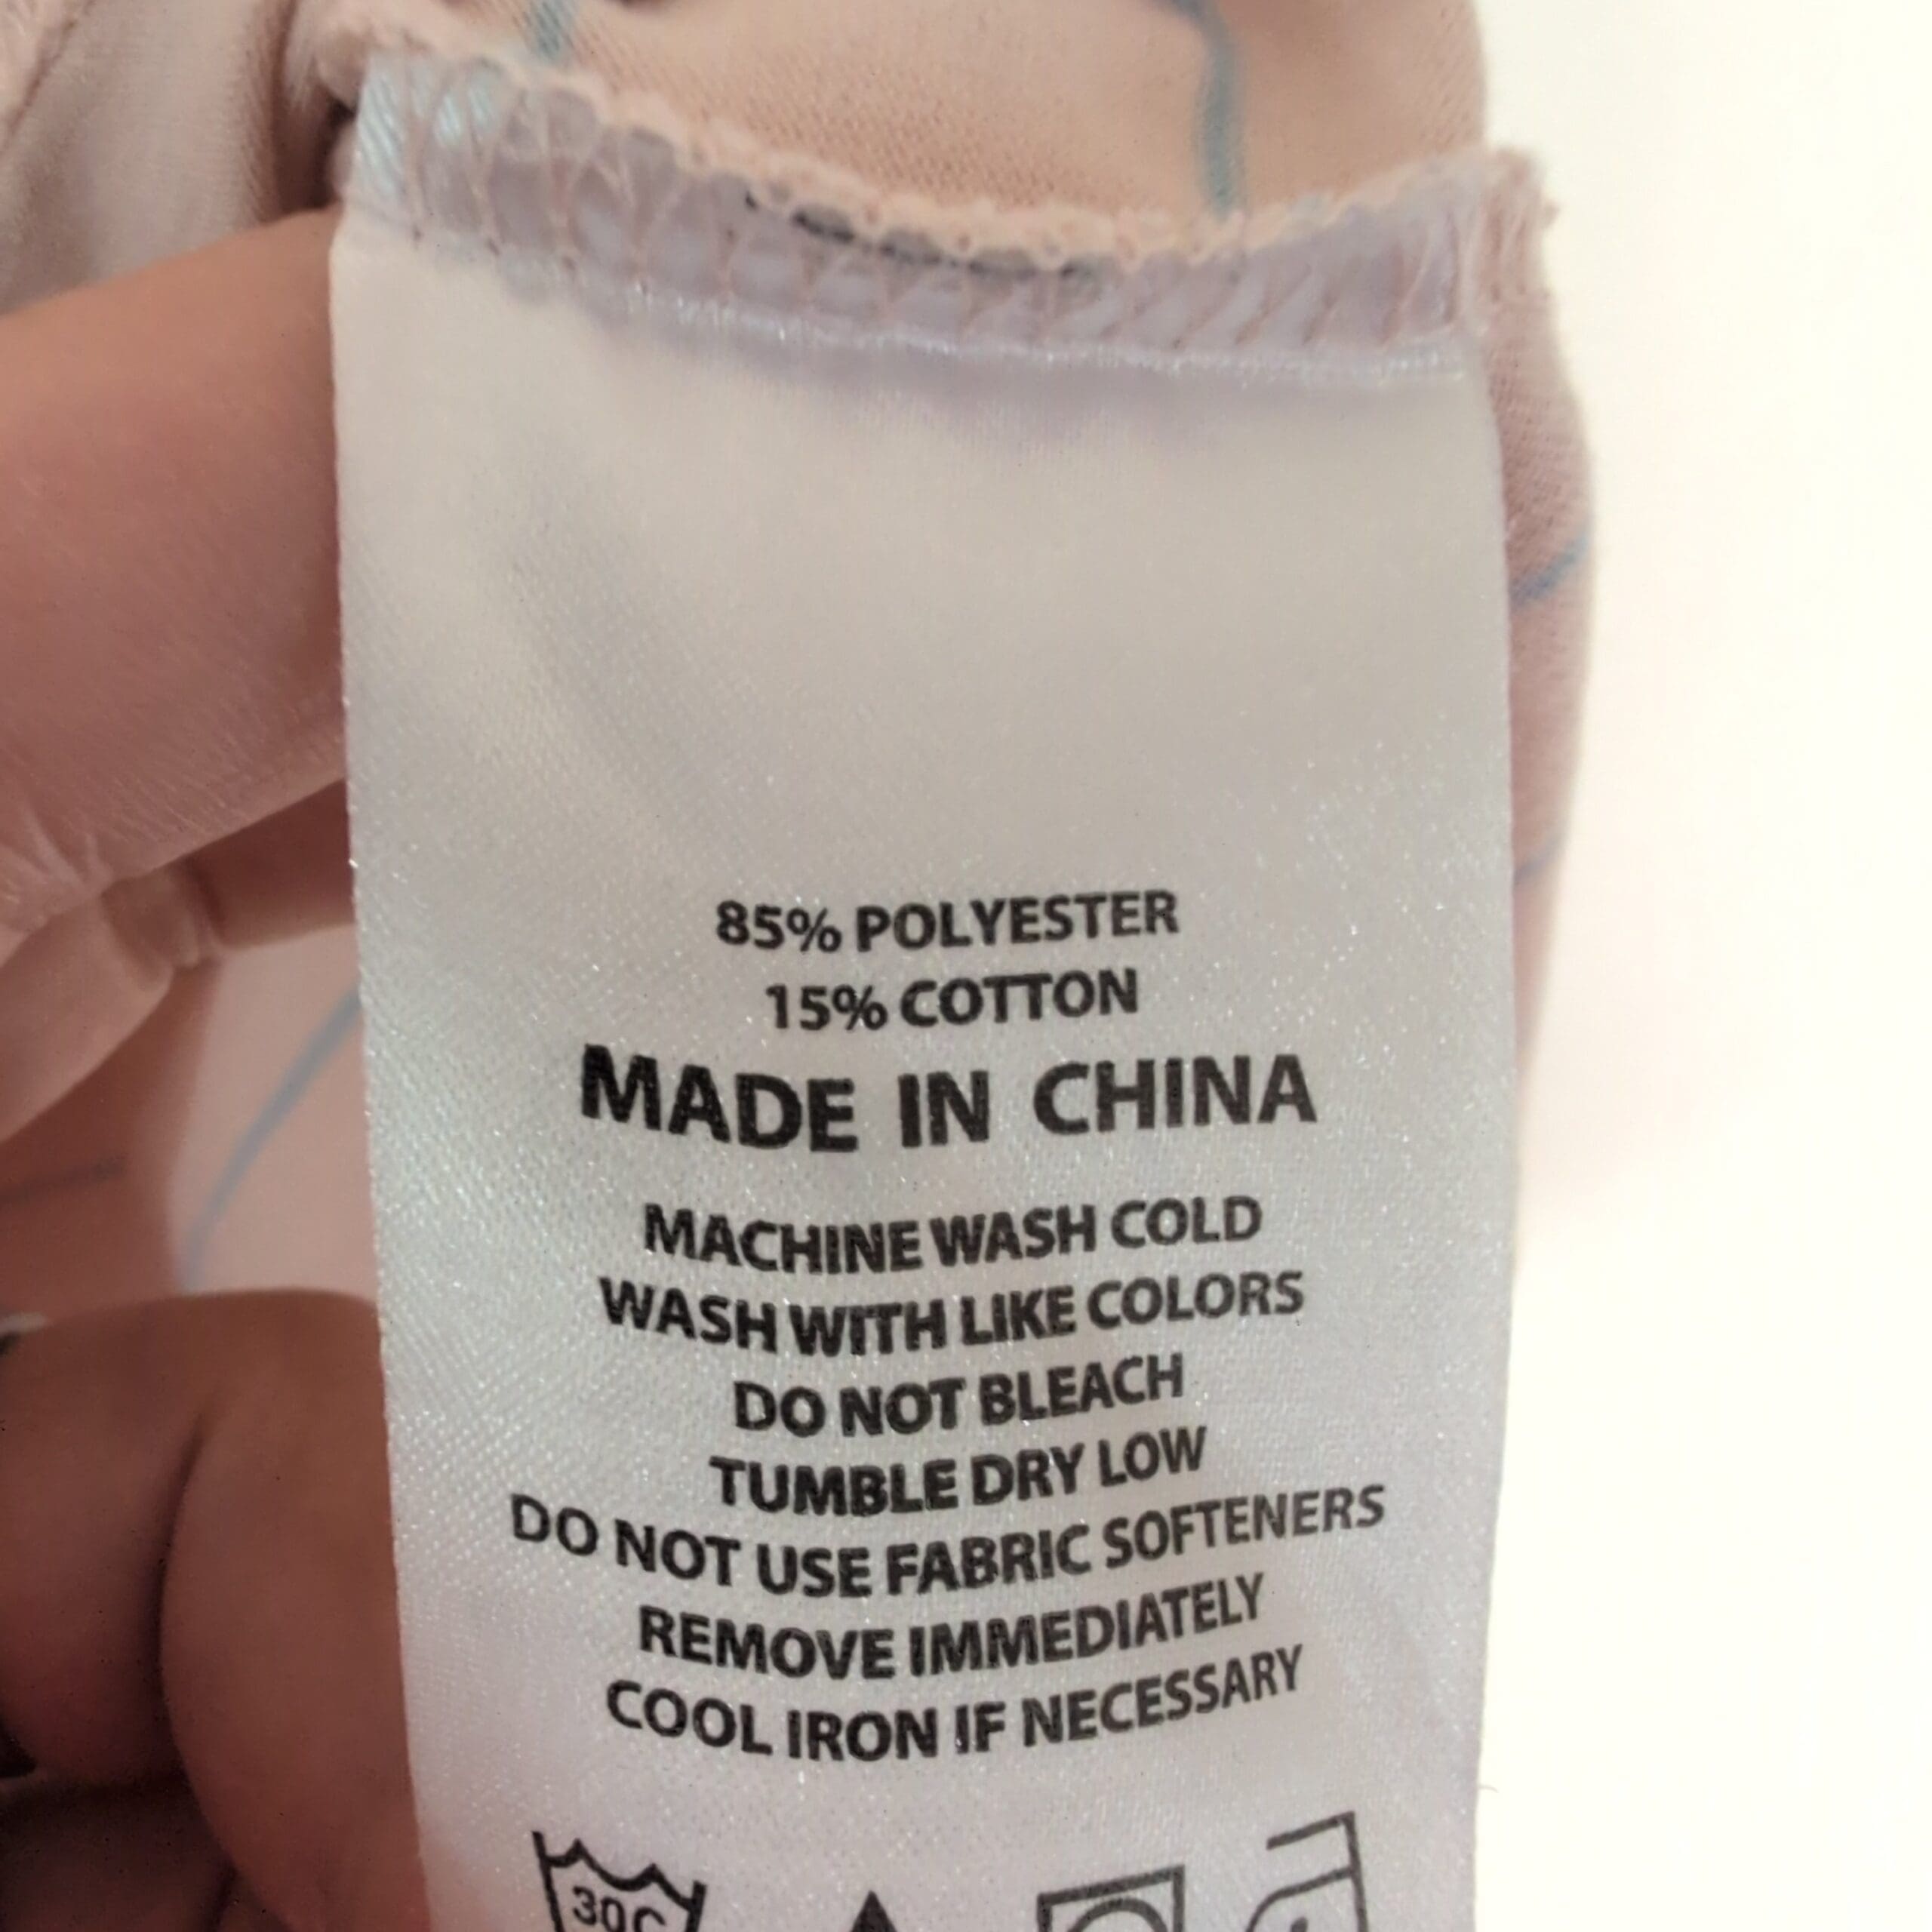 85% POLYESTER
15% COTTON
MADE IN CHINA
MACHINE WASH COLD
WASH WITH LIKE COLORS
DO NOT BLEACH
TUMBLE DRY LOW
DO NOT USE FABRIC SOFTENERS
REMOVE IMMEDIATELY
COOL IRON IF NECESSARY
30C